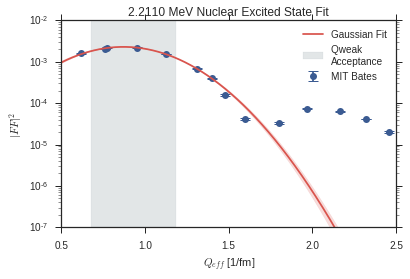 2.2110 MeV Nuclear Excited State Fit
10^-2
10^-3
10^-4
10^-5
10^-6
10^-7
|FF|^2
Gaussian Fit
Qweak
Acceptance
MIT Bates
0.5 1.0 1.5 2.0 2.5
Q_eff [1/fm]